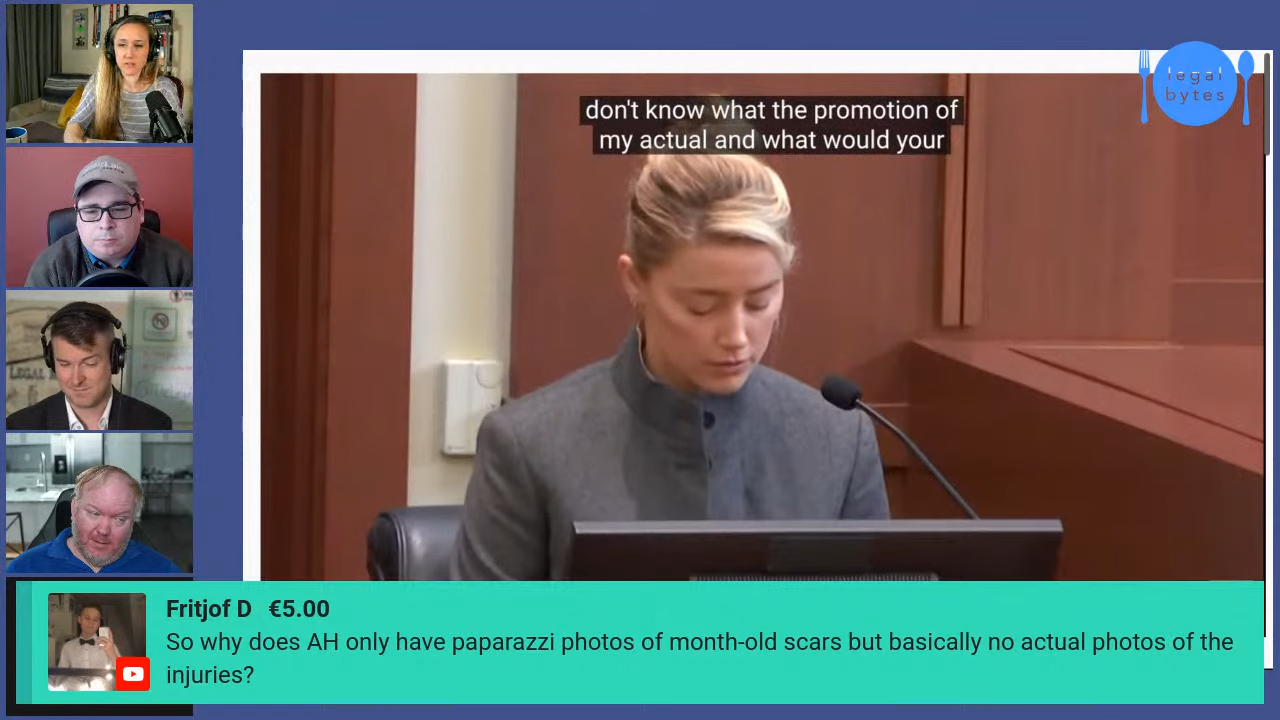 don't know what the promotion of
my actual and what would your
legal
bytes
Fritjof D €5.00
So why does AH only have paparazzi photos of month-old scars but basically no actual photos of the
injuries?